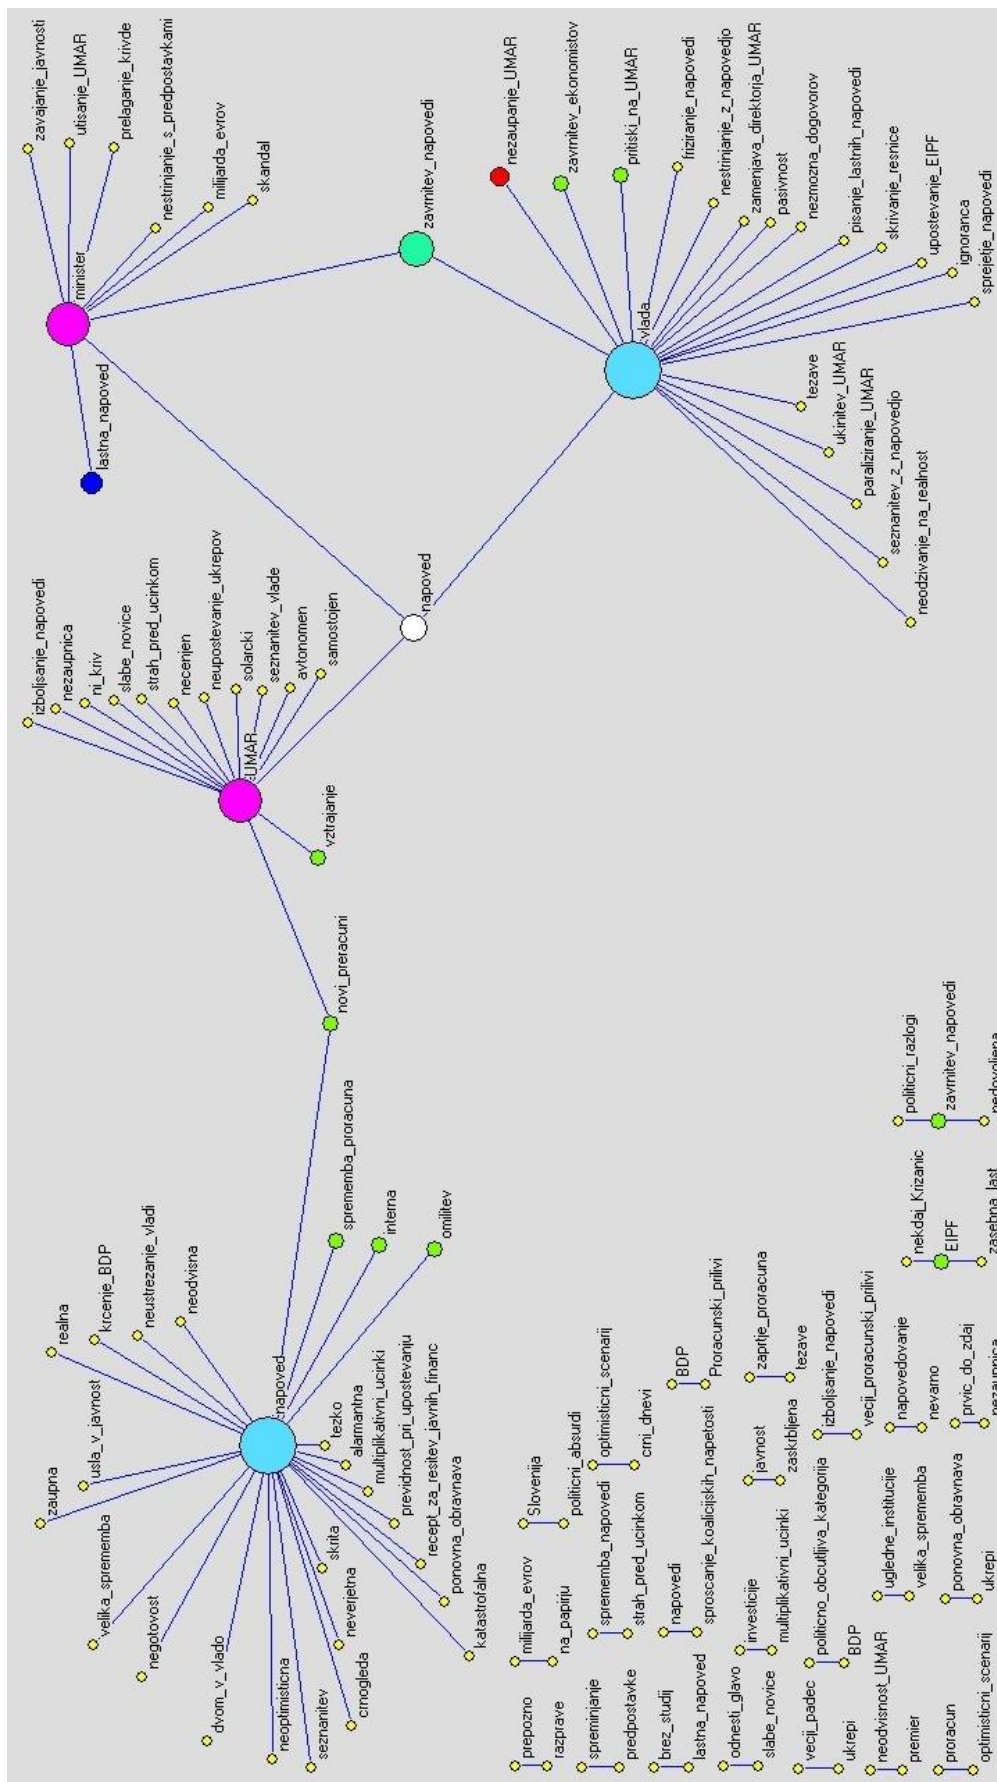 zavajanje_javnosti
utisanje_UMAR
prelaganje_krivde
nestrinjanje_s_predpostavkami
milijarda_evrov
skandal
minister
zavrnitev_napovedi
lastna_napoved
nezaupanje_UMAR
zavrnitev_ekonomistov
pritiski_na_UMAR
friziranje_napovedi
nestrinjanje_z_napovedjo
zamenjava_direktorja_UMAR
pasivnost
nezmozna_dogovorov
pisanje_lastnih_napovedi
skrivanje_resnice
upostevanje_EIPF
ignoranca
sprejetje_napovedi
vlada
tezave
ukinitev_UMAR
paraliziranje_UMAR
seznanitev_z_napovedjo
neodzivanje_na_realnost
napoved
izboljsanje_napovedi
nezaupnica
ni_kriv
slabe_novice
strah_pred_ucinkom
necenjen
neupostevanje_ukrepov
solarcki
seznanitev_vlade
avtonomen
samostojen
UMAR
vztrajanje
novi_preracuni
sprememba_proracuna
interna
omilitev
realna
krcenje_BDP
neustrezanje_vladi
neodvisna
napoved
usla_v_javnost
zaupna
velika_sprememba
negotovost
dvom_v_vlado
neoptimisticna
seznanitev
crnogleda
neverjetna
skrita
tezko
alarmantna
multiplikativni_ucinki
previdnost_pri_upostevanju
recept_za_resitev_javnih_financ
ponovna_obravnava
katastrofalna
politicni_razlogi
zavrnitev_napovedi
nedovoljena
nekdaj_Krizanic
EIPF
zasebna_last
Slovenija
politicni_absurdi
optimisticni_scenarij
crni_dnevi
BDP
Proracunski_prilivi
zaprtje_proracuna
tezave
izboljsanje_napovedi
vecji_proracunski_prilivi
napovedovanje
nevarno
prvic_do_zdaj
nezaupnica
milijarda_evrov
na_papirju
sprememba_napovedi
strah_pred_ucinkom
napovedi
sproscanje_koalicijskih_napetosti
javnost
zaskibljena
investicije
multiplikativni_ucinki
politicno_obcutljiva_kategorija
BDP
ugledne_institucije
velika_sprememba
ponovna_obravnava
ukrepi
prepozno
razprave
spreminjanje
predpostavke
brez_studij
lastna_napoved
odnesti_glavo
slabe_novice
vecji_padec
ukrepi
neodvisnost_UMAR
premier
proracun
optimisticni_scenarij